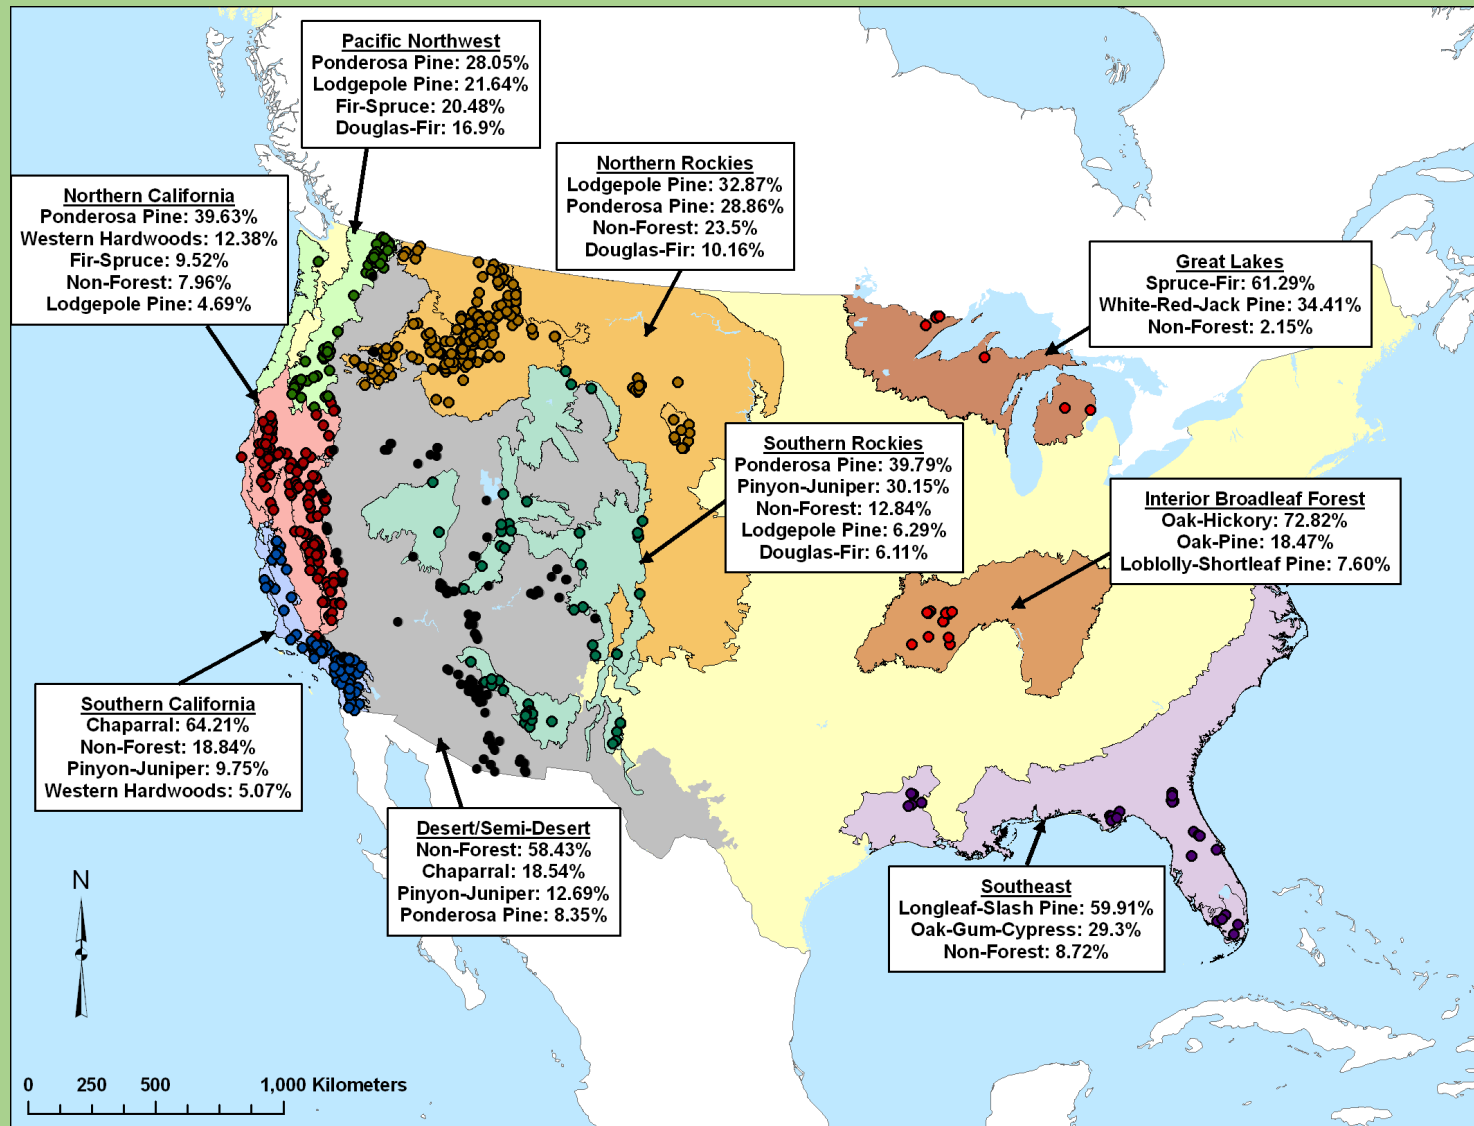 Pacific Northwest
Ponderosa Pine: 28.05%
Lodgepole Pine: 21.64%
Fir-Spruce: 20.48%
Douglas-Fir: 16.9%
Northern Rockies
Lodgepole Pine: 32.87%
Ponderosa Pine: 28.86%
Non-Forest: 23.5%
Douglas-Fir: 10.16%
Northern California
Ponderosa Pine: 39.63%
Western Hardwoods: 12.38%
Fir-Spruce: 9.52%
Non-Forest: 7.96%
Lodgepole Pine: 4.69%
Great Lakes
Spruce-Fir: 61.29%
White-Red-Jack Pine: 34.41%
Non-Forest: 2.15%
Southern Rockies
Ponderosa Pine: 39.79%
Pinyon-Juniper: 30.15%
Non-Forest: 12.84%
Lodgepole Pine: 6.29%
Douglas-Fir: 6.11%
Interior Broadleaf Forest
Oak-Hickory: 72.82%
Oak-Pine: 18.47%
Loblolly-Shortleaf Pine: 7.60%
Southern California
Chaparral: 64.21%
Non-Forest: 18.84%
Pinyon-Juniper: 9.75%
Western Hardwoods: 5.07%
Desert/Semi-Desert
Non-Forest: 58.43%
Chaparral: 18.54%
Pinyon-Juniper: 12.69%
Ponderosa Pine: 8.35%
Southeast
Longleaf-Slash Pine: 59.91%
Oak-Gum-Cypress: 29.3%
Non-Forest: 8.72%
N
0 250 500 1,000 Kilometers